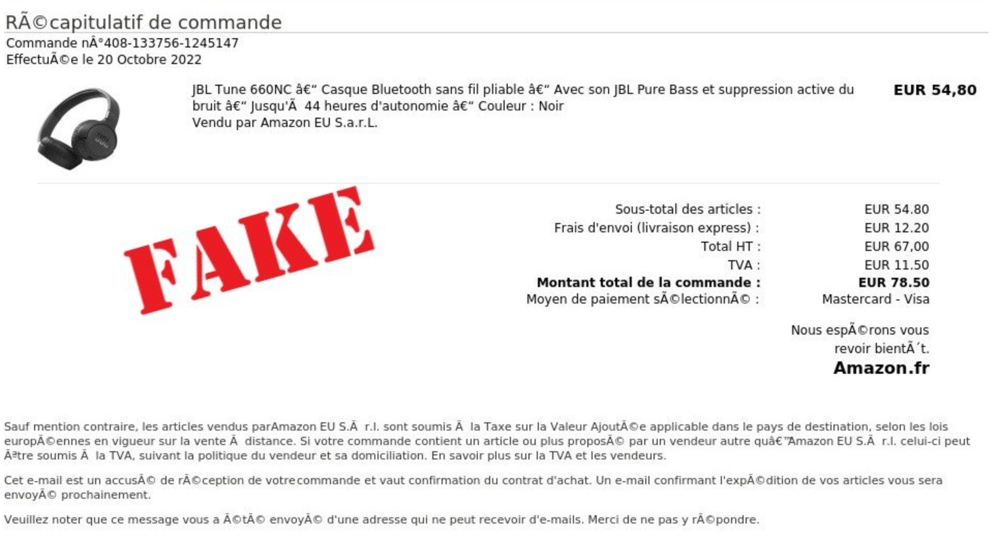 RÃ©capitulatif de commande
Commande nÂ°408-133756-1245147
EffectuÃ©e le 20 Octobre 2022
JBL Tune 660NC â€“ Casque Bluetooth sans fil pliable â€“ Avec son JBL Pure Bass et suppression active du
EUR 54,80
bruit â€“ Jusqu'Ã  44 heures d'autonomie â€“ Couleur : Noir
Vendu par Amazon EU S.a.r.L.
JBL
FAKE
Sous-total des articles : EUR 54.80
Frais d'envoi (livraison express) : EUR 12.20
Total HT : EUR 67,00
TVA : EUR 11.50
Montant total de la commande : EUR 78.50
Moyen de paiement sÃ©lectionnÃ© : Mastercard - Visa
Nous espÃ©rons vous
revoir bientÃ´t.
Amazon.fr
Sauf mention contraire, les articles vendus parAmazon EU S.Ã  r.l. sont soumis Ã  la Taxe sur la Valeur AjoutÃ©e applicable dans le pays de destination, selon les lois
europÃ©ennes en vigueur sur la vente Ã  distance. Si votre commande contient un article ou plus proposÃ© par un vendeur autre quâ€™Amazon EU S.Ã  r.l. celui-ci peut
Ãªtre soumis Ã  la TVA, suivant la politique du vendeur et sa domiciliation. En savoir plus sur la TVA et les vendeurs.
Cet e-mail est un accusÃ© de rÃ©ception de votrecommande et vaut confirmation du contrat d'achat. Un e-mail confirmant l'expÃ©dition de vos articles vous sera
envoyÃ© prochainement.
Veuillez noter que ce message vous a Ã©tÃ© envoyÃ© d'une adresse qui ne peut recevoir d'e-mails. Merci de ne pas y rÃ©pondre.